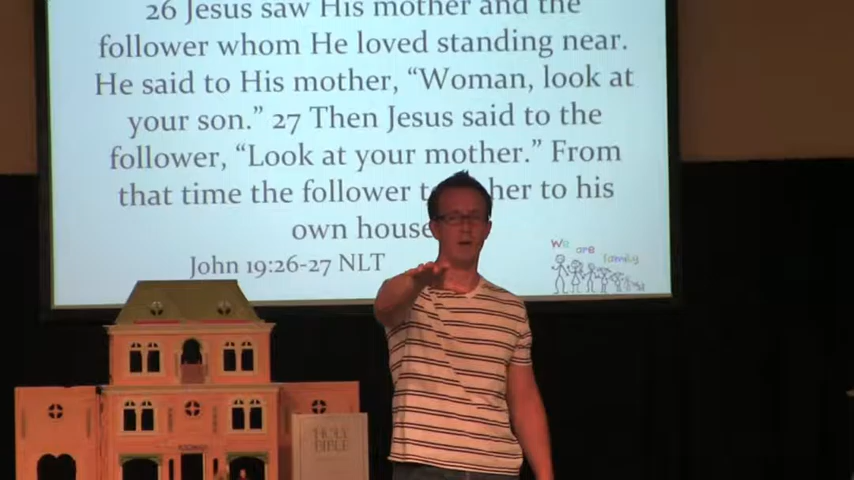 26 Jesus saw His mother and the
follower whom He loved standing near.
He said to His mother, “Woman, look at
your son.” 27 Then Jesus said to the
follower, “Look at your mother.” From
that time the follower t her to his
own house
John 19:26-27 NLT
We are family
HOLY
BIBLE